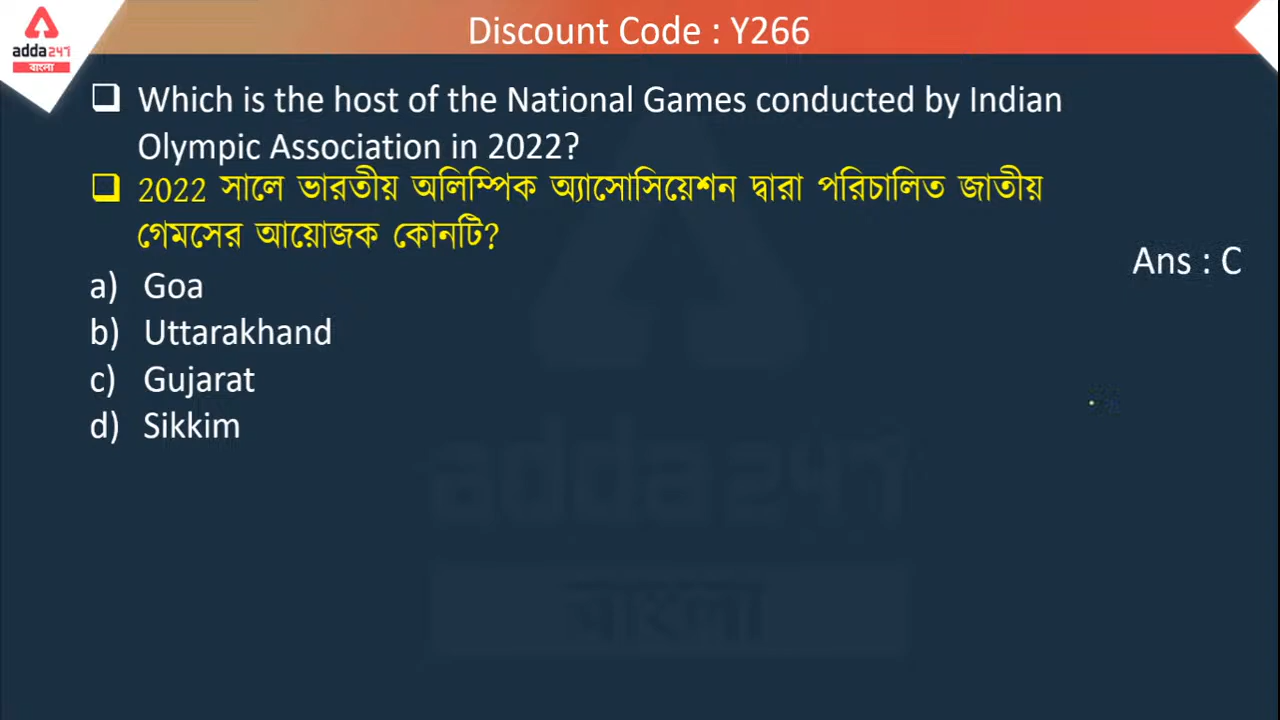 Discount Code : Y266
adda247
বাংলা
❑ Which is the host of the National Games conducted by Indian
Olympic Association in 2022?
❑ 2022 সালে ভারতীয় অলিম্পিক অ্যাসোসিয়েশন দ্বারা পরিচালিত জাতীয়
গেমসের আয়োজক কোনটি?
Ans : C
a) Goa
b) Uttarakhand
c) Gujarat
d) Sikkim
adda247
বাংলা